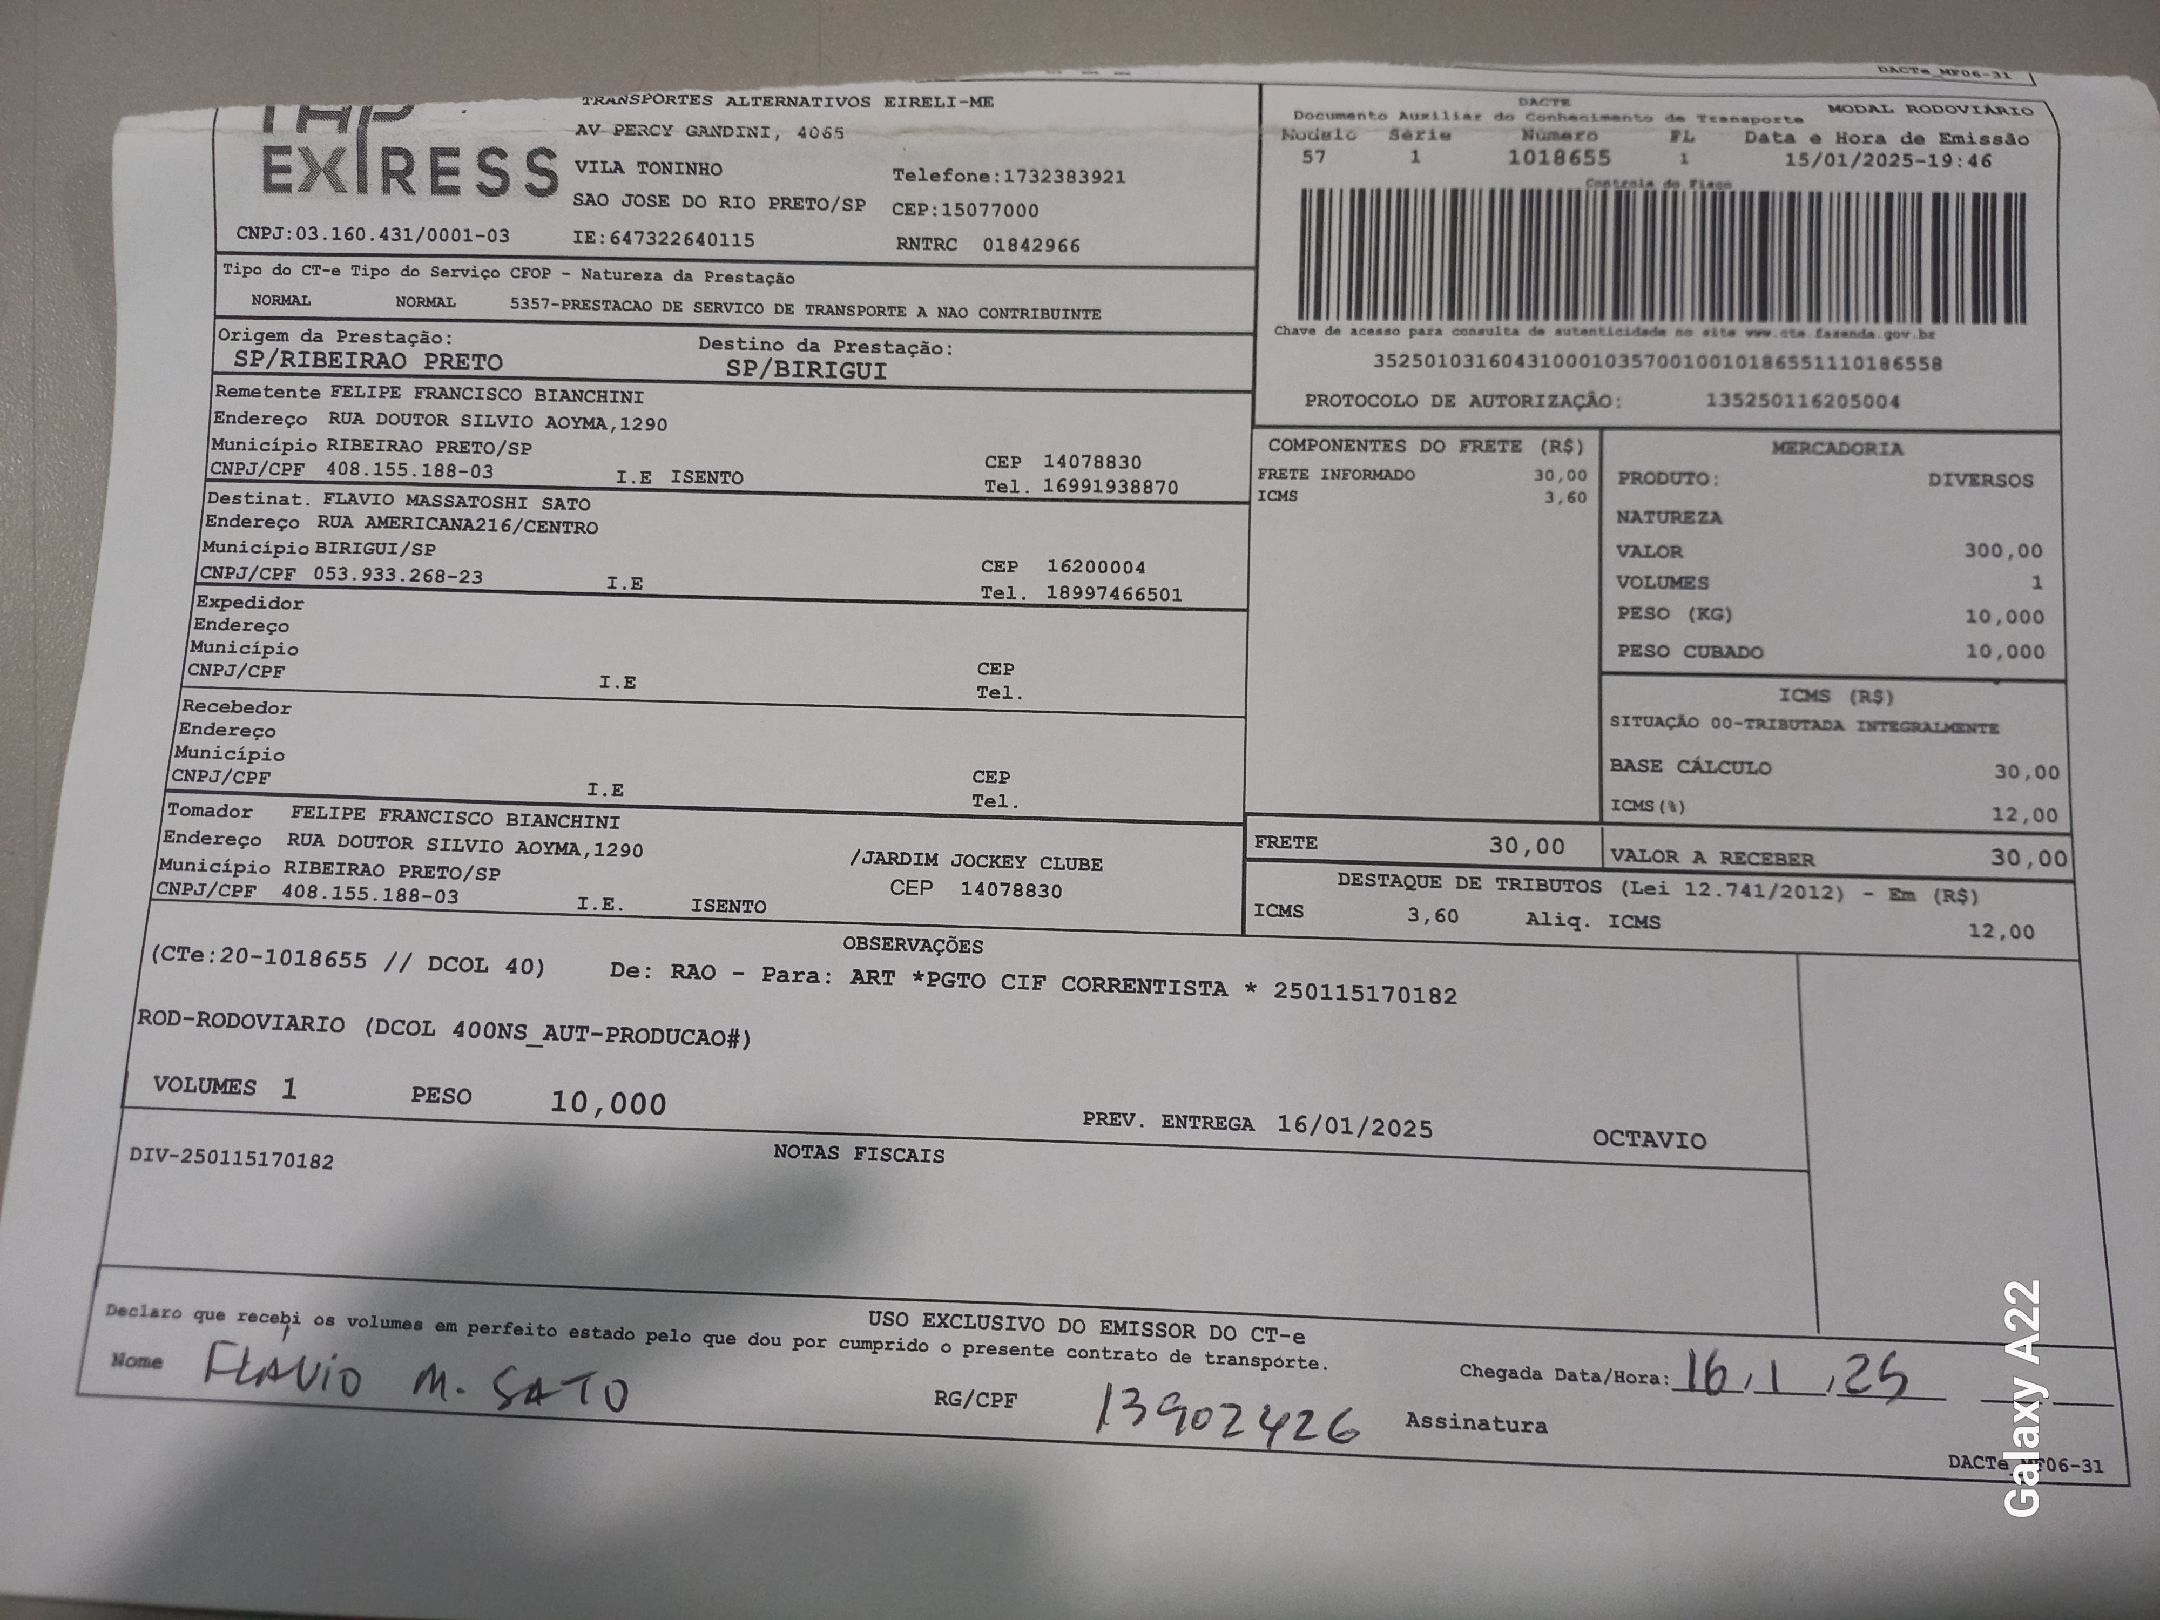 DACTe_MF06-31
EXPRESS
TRANSPORTES ALTERNATIVOS EIRELI-ME
AV PERCY GANDINI, 4065
VILA TONINHO
Telefone:1732383921
SAO JOSE DO RIO PRETO/SP CEP:15077000
CNPJ:03.160.431/0001-03 IE:647322640115 RNTRC 01842966
DACTE MODAL RODOVIÁRIO
Documento Auxiliar do Conhecimento de Transporte
Modelo Série Número FL Data e Hora de Emissão
57 1 1018655 1 15/01/2025-19:46
Controle do Fisco
Chave de acesso para consulta de autenticidade no site www.cte.fazenda.gov.br
35250103160431000103570010010186551110186558
PROTOCOLO DE AUTORIZAÇÃO: 135250116205004
Tipo do CT-e Tipo do Serviço CFOP - Natureza da Prestação
NORMAL NORMAL 5357-PRESTACAO DE SERVICO DE TRANSPORTE A NAO CONTRIBUINTE
Origem da Prestação: Destino da Prestação:
SP/RIBEIRAO PRETO SP/BIRIGUI
Remetente FELIPE FRANCISCO BIANCHINI
Endereço RUA DOUTOR SILVIO AOYMA,1290
Município RIBEIRAO PRETO/SP CEP 14078830
CNPJ/CPF 408.155.188-03 I.E ISENTO Tel. 16991938870
Destinat. FLAVIO MASSATOSHI SATO
Endereço RUA AMERICANA216/CENTRO
Município BIRIGUI/SP CEP 16200004
CNPJ/CPF 053.933.268-23 I.E Tel. 18997466501
Expedidor
Endereço
Município CEP
CNPJ/CPF I.E Tel.
Recebedor
Endereço
Município CEP
CNPJ/CPF I.E Tel.
Tomador FELIPE FRANCISCO BIANCHINI
Endereço RUA DOUTOR SILVIO AOYMA,1290 /JARDIM JOCKEY CLUBE
Município RIBEIRAO PRETO/SP CEP 14078830
CNPJ/CPF 408.155.188-03 I.E. ISENTO
COMPONENTES DO FRETE (R$)
FRETE INFORMADO 30,00
ICMS 3,60
MERCADORIA
PRODUTO: DIVERSOS
NATUREZA
VALOR 300,00
VOLUMES 1
PESO (KG) 10,000
PESO CUBADO 10,000
ICMS (R$)
SITUAÇÃO 00-TRIBUTADA INTEGRALMENTE
BASE CÁLCULO 30,00
ICMS(%) 12,00
FRETE 30,00 VALOR A RECEBER 30,00
DESTAQUE DE TRIBUTOS (Lei 12.741/2012) - Em (R$)
ICMS 3,60 Aliq. ICMS 12,00
OBSERVAÇÕES
(CTe:20-1018655 // DCOL 40) De: RAO - Para: ART *PGTO CIF CORRENTISTA * 250115170182
ROD-RODOVIARIO (DCOL 400NS_AUT-PRODUCAO#)
VOLUMES 1 PESO 10,000 PREV. ENTREGA 16/01/2025 OCTAVIO
NOTAS FISCAIS
DIV-250115170182
USO EXCLUSIVO DO EMISSOR DO CT-e
Declaro que recebi os volumes em perfeito estado pelo que dou por cumprido o presente contrato de transporte.
Nome FLÁVIO M. SATO RG/CPF 13902426 Chegada Data/Hora: 16/1/25
Assinatura
DACTe_MF06-31
Galaxy A22